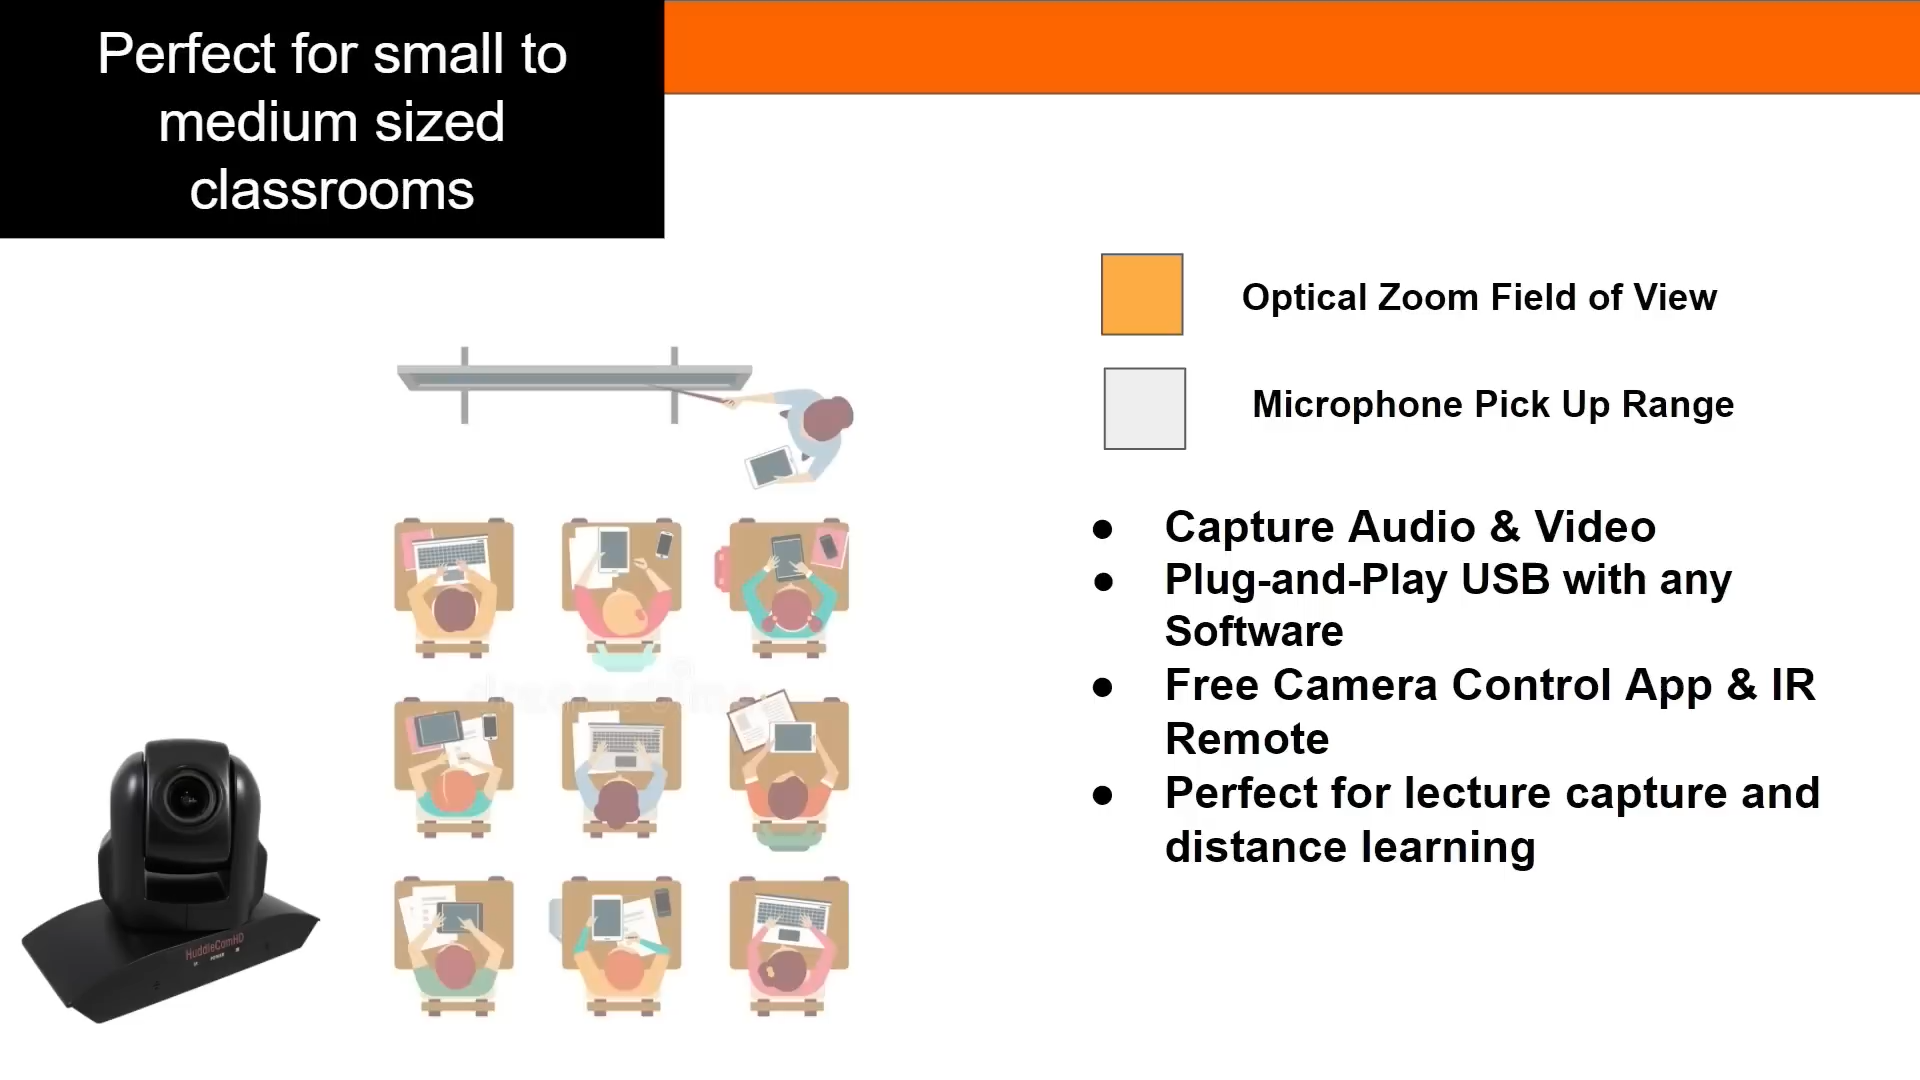 Perfect for small to
medium sized
classrooms
Optical Zoom Field of View
Microphone Pick Up Range
● Capture Audio & Video
● Plug-and-Play USB with any
Software
● Free Camera Control App & IR
Remote
● Perfect for lecture capture and
distance learning
HuddleCamHD
POWER